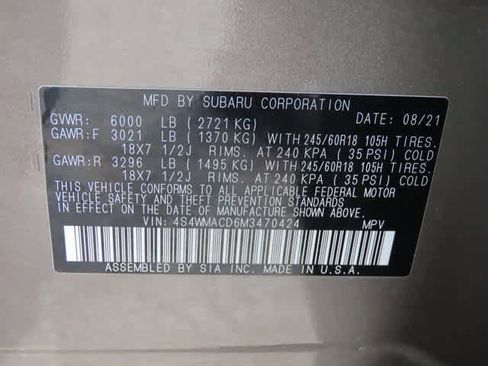 MFD BY SUBARU CORPORATION DATE: 08/21
GVWR: 6000 LB ( 2721 KG)
GAWR:F 3021 LB ( 1370 KG) WITH 245/60R18 105H TIRES,
18X7 1/2J RIMS, AT 240 KPA ( 35 PSI) COLD
GAWR:R 3296 LB ( 1495 KG) WITH 245/60R18 105H TIRES,
18X7 1/2J RIMS, AT 240 KPA ( 35 PSI) COLD
THIS VEHICLE CONFORMS TO ALL APPLICABLE FEDERAL MOTOR
VEHICLE SAFETY AND THEFT PREVENTION STANDARDS
IN EFFECT ON THE DATE OF MANUFACTURE SHOWN ABOVE.
VIN: 4S4WMACD6M3470424 MPV
ASSEMBLED BY SIA INC. MADE IN U.S.A.